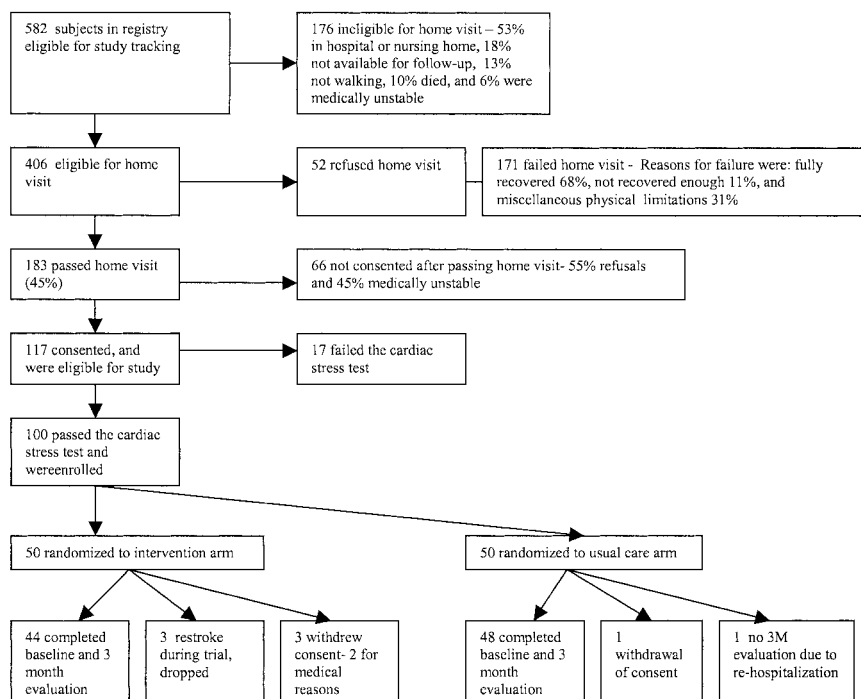 582 subjects in registry
eligible for study tracking
176 incligible for home visit – 53%
in hospital or nursing home, 18%
not available for follow-up, 13%
not walking, 10% died, and 6% were
medically unstable
406 eligible for home
visit
52 refused home visit
171 failed home visit - Reasons for failure were: fully
recovered 68%, not recovered enough 11%, and
miscellaneous physical limitations 31%
183 passed home visit
(45%)
66 not consented after passing home visit- 55% refusals
and 45% medically unstable
117 consented, and
were eligible for study
17 failed the cardiac
stress test
100 passed the cardiac
stress test and
wereenrolled
50 randomized to intervention arm
50 randomized to usual care arm
44 completed
baseline and 3
month
evaluation
3 restroke
during trial,
dropped
3 withdrew
consent- 2 for
medical
reasons
48 completed
baseline and 3
month
evaluation
1
withdrawal
of consent
1 no 3M
evaluation due to
re-hospitalization